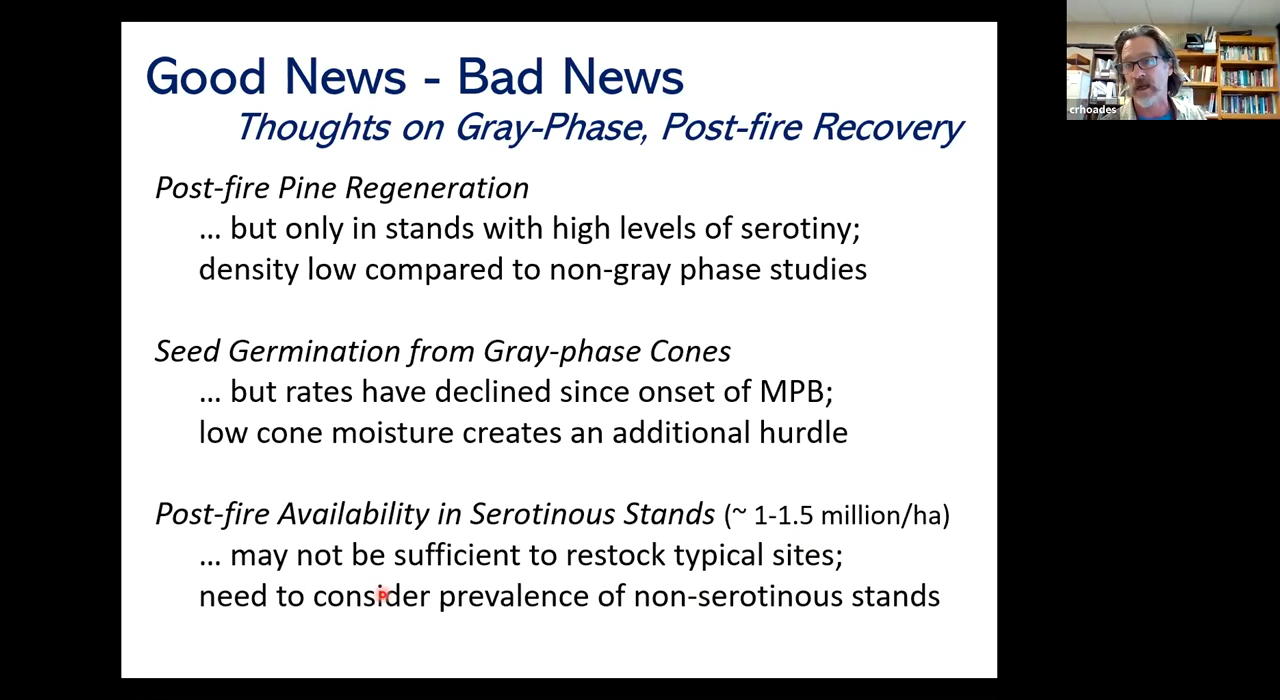 Good News - Bad News
Thoughts on Gray-Phase, Post-fire Recovery
Post-fire Pine Regeneration
... but only in stands with high levels of serotiny;
density low compared to non-gray phase studies
Seed Germination from Gray-phase Cones
... but rates have declined since onset of MPB;
low cone moisture creates an additional hurdle
Post-fire Availability in Serotinous Stands (~ 1-1.5 million/ha)
... may not be sufficient to restock typical sites;
need to consider prevalence of non-serotinous stands
crhoades